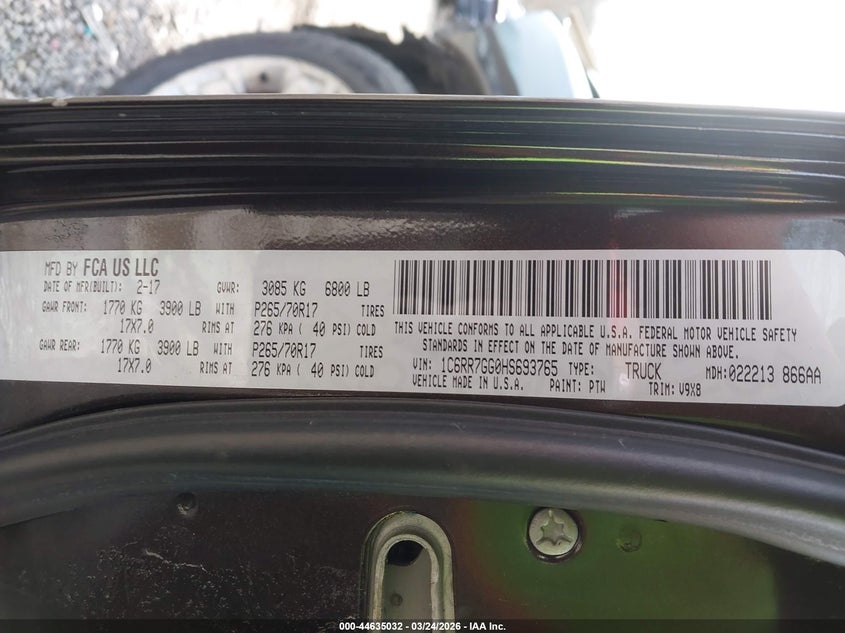 MFD BY FCA US LLC
DATE OF MFR(BUILT): 2-17 GVWR: 3085 KG 6800 LB
GAWR FRONT: 1770 KG 3900 LB WITH P265/70R17 TIRES
17X7.0 RIMS AT 276 KPA ( 40 PSI) COLD
GAWR REAR: 1770 KG 3900 LB WITH P265/70R17 TIRES
17X7.0 RIMS AT 276 KPA ( 40 PSI) COLD
THIS VEHICLE CONFORMS TO ALL APPLICABLE U.S.A. FEDERAL MOTOR VEHICLE SAFETY
STANDARDS IN EFFECT ON THE DATE OF MANUFACTURE SHOWN ABOVE.
VIN: 1C6RR7GG0HS693765 TYPE: TRUCK MDH: 022213 866AA
VEHICLE MADE IN U.S.A. PAINT: PTW TRIM: V9X8
000-44635032 - 03/24/2026 - IAA Inc.